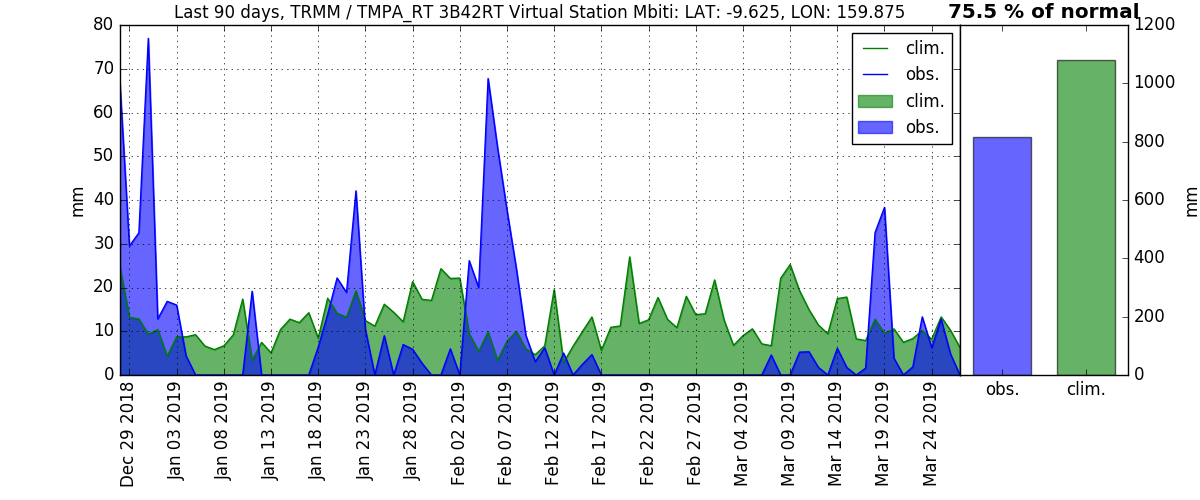 Last 90 days, TRMM / TMPA_RT 3B42RT Virtual Station Mbiti: LAT: -9.625, LON: 159.875
75.5 % of normal
80
70
60
50
40
30
20
10
0
mm
clim.
obs.
clim.
obs.
1200
1000
800
600
400
200
0
mm
obs.
clim.
Dec 29 2018
Jan 03 2019
Jan 08 2019
Jan 13 2019
Jan 18 2019
Jan 23 2019
Jan 28 2019
Feb 02 2019
Feb 07 2019
Feb 12 2019
Feb 17 2019
Feb 22 2019
Feb 27 2019
Mar 04 2019
Mar 09 2019
Mar 14 2019
Mar 19 2019
Mar 24 2019